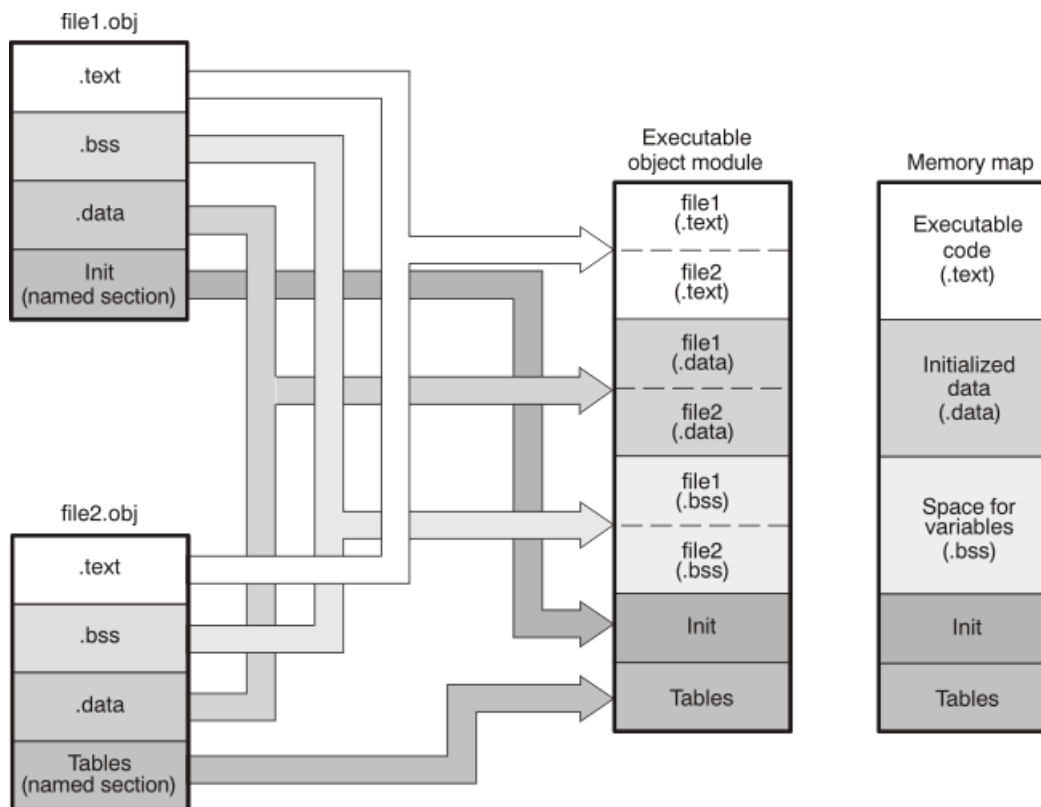 file1.obj
.text
.bss
.data
Init
(named section)
file2.obj
.text
.bss
.data
Tables
(named section)
Executable
object module
file1
(.text)
file2
(.text)
file1
(.data)
file2
(.data)
file1
(.bss)
file2
(.bss)
Init
Tables
Memory map
Executable
code
(.text)
Initialized
data
(.data)
Space for
variables
(.bss)
Init
Tables